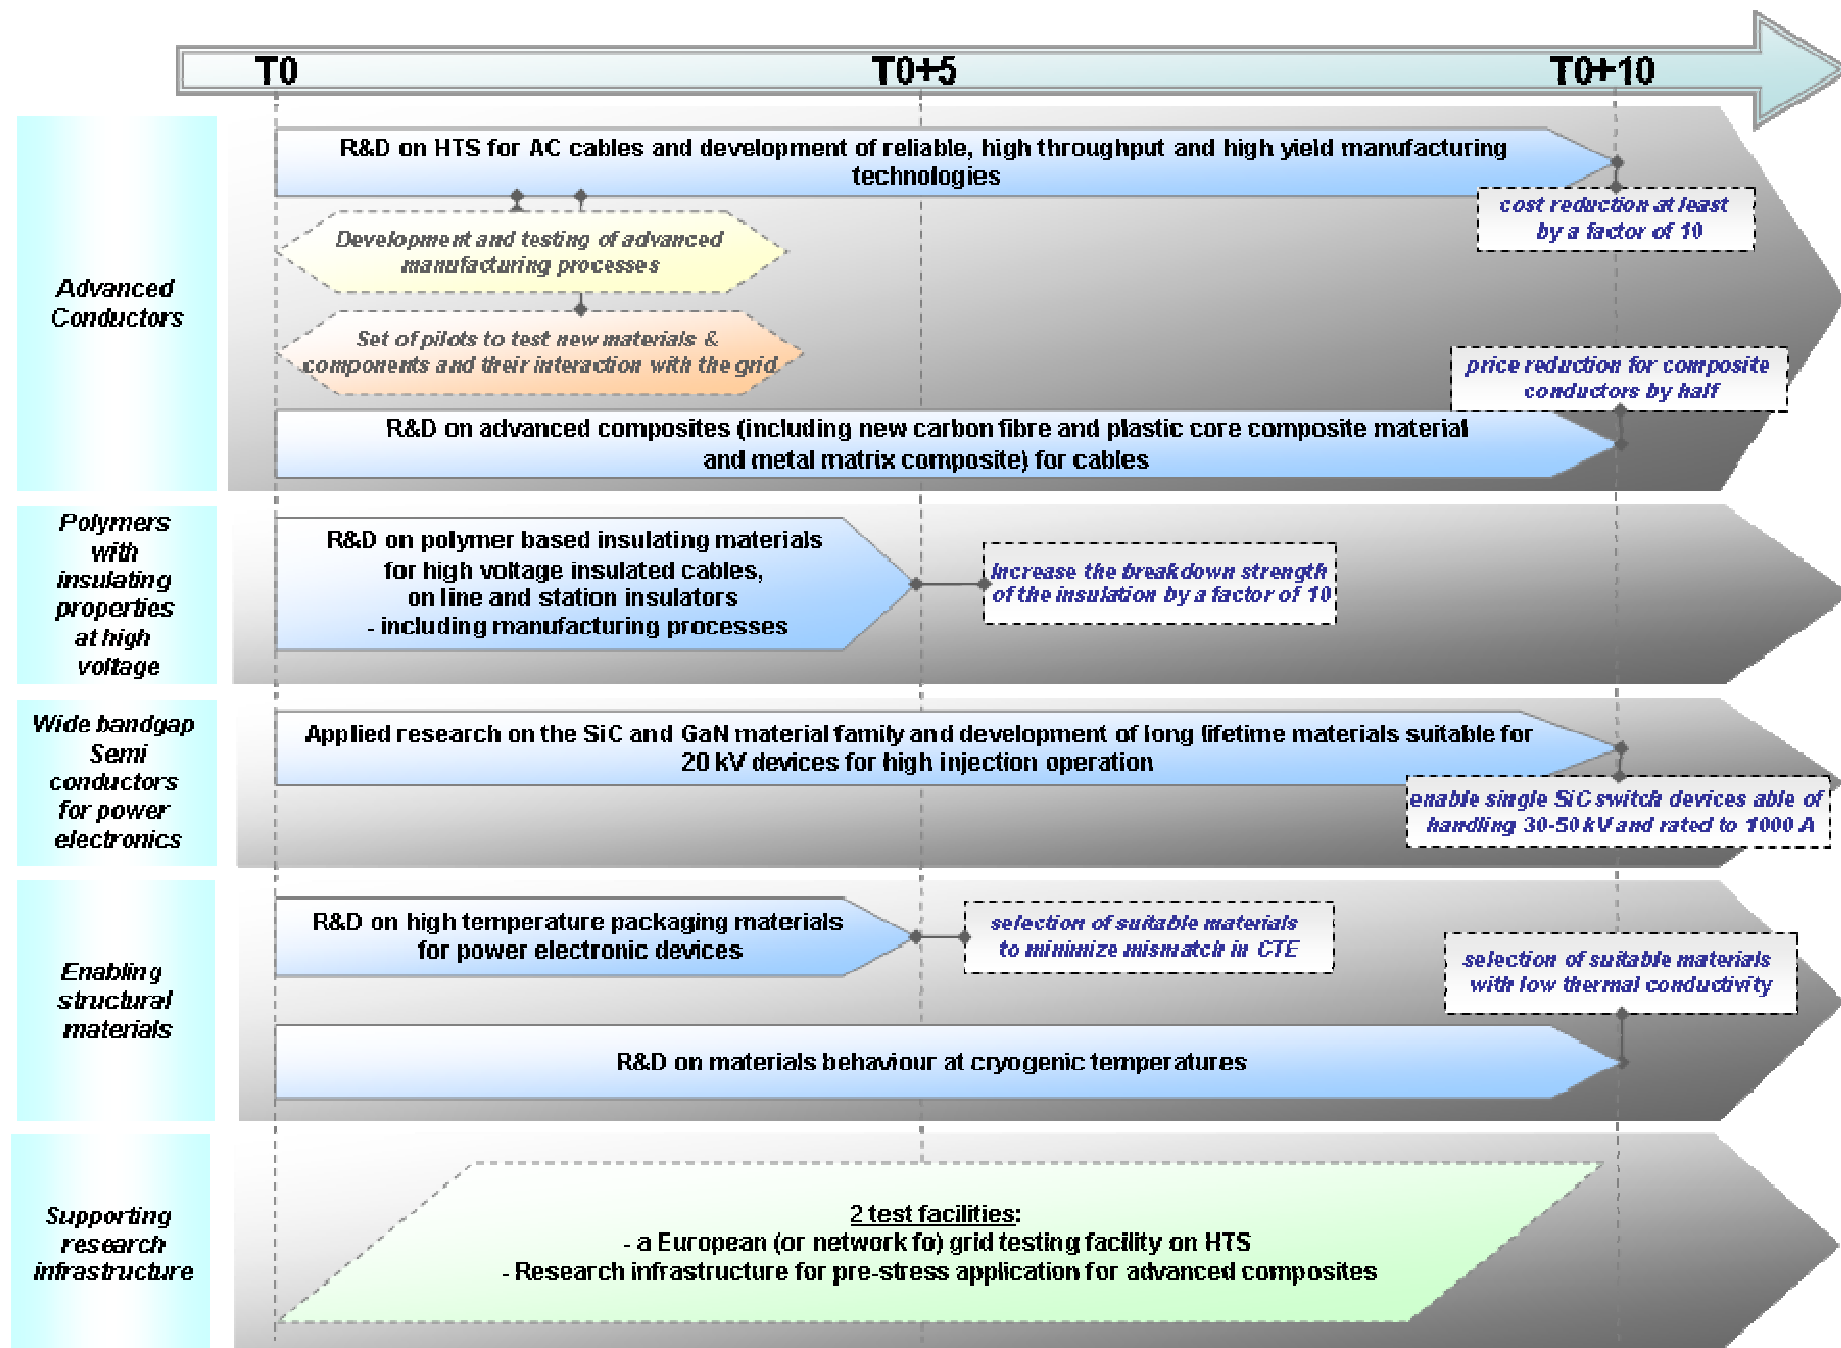 T0 T0+5 T0+10
Advanced
Conductors
R&D on HTS for AC cables and development of reliable, high throughput and high yield manufacturing
technologies
cost reduction at least
by a factor of 10
Development and testing of advanced
manufacturing processes
Set of pilots to test new materials &
components and their interaction with the grid
price reduction for composite
conductors by half
R&D on advanced composites (including new carbon fibre and plastic core composite material
and metal matrix composite) for cables
Polymers
with
insulating
properties
at high
voltage
R&D on polymer based insulating materials
for high voltage insulated cables,
on line and station insulators
- including manufacturing processes
Increase the breakdown strength
of the insulation by a factor of 10
Wide bandgap
Semi
conductors
for power
electronics
Applied research on the SiC and GaN material family and development of long lifetime materials suitable for
20 kV devices for high injection operation
enable single SiC switch devices able of
handling 30-50 kV and rated to 1000 A
Enabling
structural
materials
R&D on high temperature packaging materials
for power electronic devices
selection of suitable materials
to minimize mismatch in CTE
selection of suitable materials
with low thermal conductivity
R&D on materials behaviour at cryogenic temperatures
Supporting
research
infrastructure
2 test facilities:
- a European (or network fo) grid testing facility on HTS
- Research infrastructure for pre-stress application for advanced composites